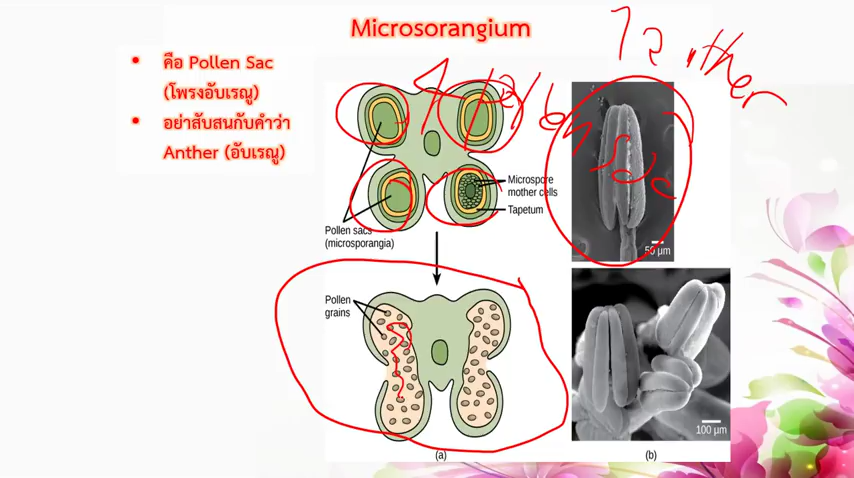 Microsorangium
• คือ Pollen Sac
(โพรงอับเรณู)
• อย่าสับสนกับคำว่า
Anther (อับเรณู)
Microspore
mother cells
Tapetum
Pollen sacs
(microsporangia)
50 µm
Pollen
grains
100 µm
(a)
(b)